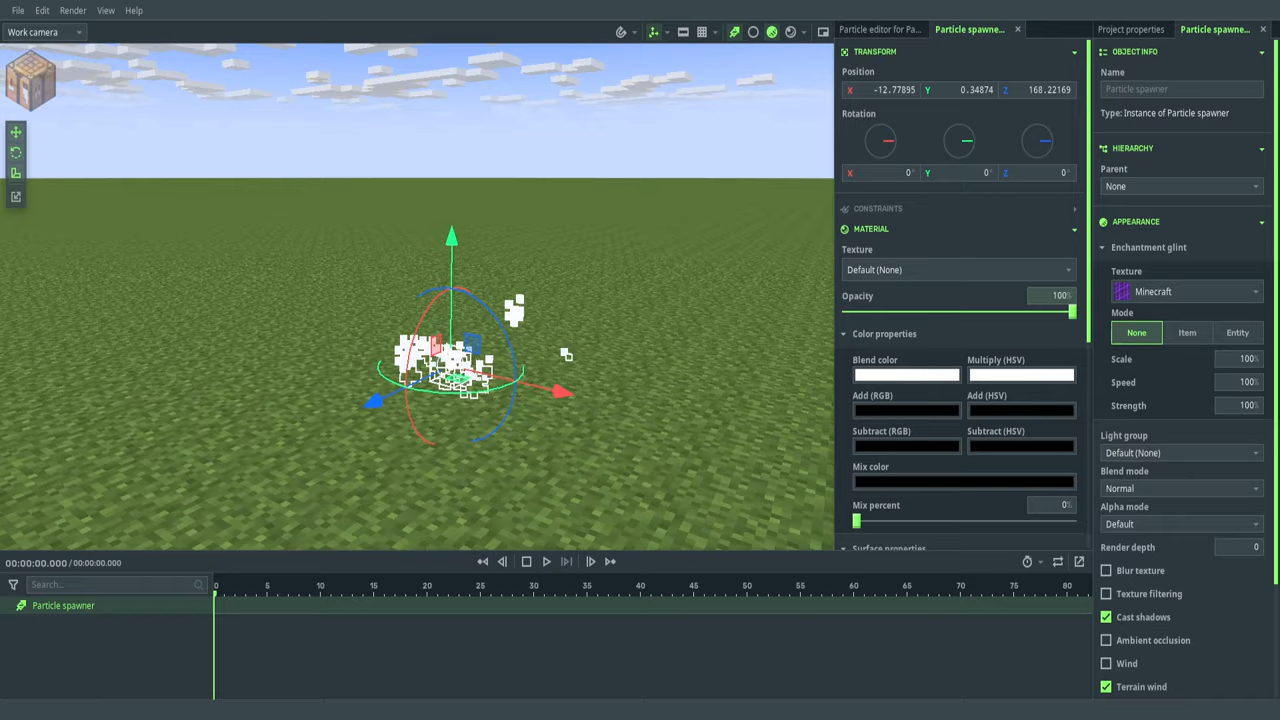 File Edit Render View Help
Work camera
Particle editor for Pa...
Particle spawne...
Project properties
Particle spawne...
TRANSFORM
Position
X -12.77895 Y 0.34874 Z 168.22169
Rotation
X 0° Y 0° Z 0°
CONSTRAINTS
MATERIAL
Texture
Default (None)
Opacity 100%
Color properties
Blend color Multiply (HSV)
Add (RGB) Add (HSV)
Subtract (RGB) Subtract (HSV)
Mix color
Mix percent 0%
Surface properties
OBJECT INFO
Name
Particle spawner
Type: Instance of Particle spawner
HIERARCHY
Parent
None
APPEARANCE
Enchantment glint
Texture
Minecraft
Mode
None Item Entity
Scale 100%
Speed 100%
Strength 100%
Light group
Default (None)
Blend mode
Normal
Alpha mode
Default
Render depth 0
Blur texture
Texture filtering
Cast shadows
Ambient occlusion
Wind
Terrain wind
00:00:00.000 / 00:00:00.000
Search...
0 5 10 15 20 25 30 35 40 45 50 55 60 65 70 75 80
Particle spawner